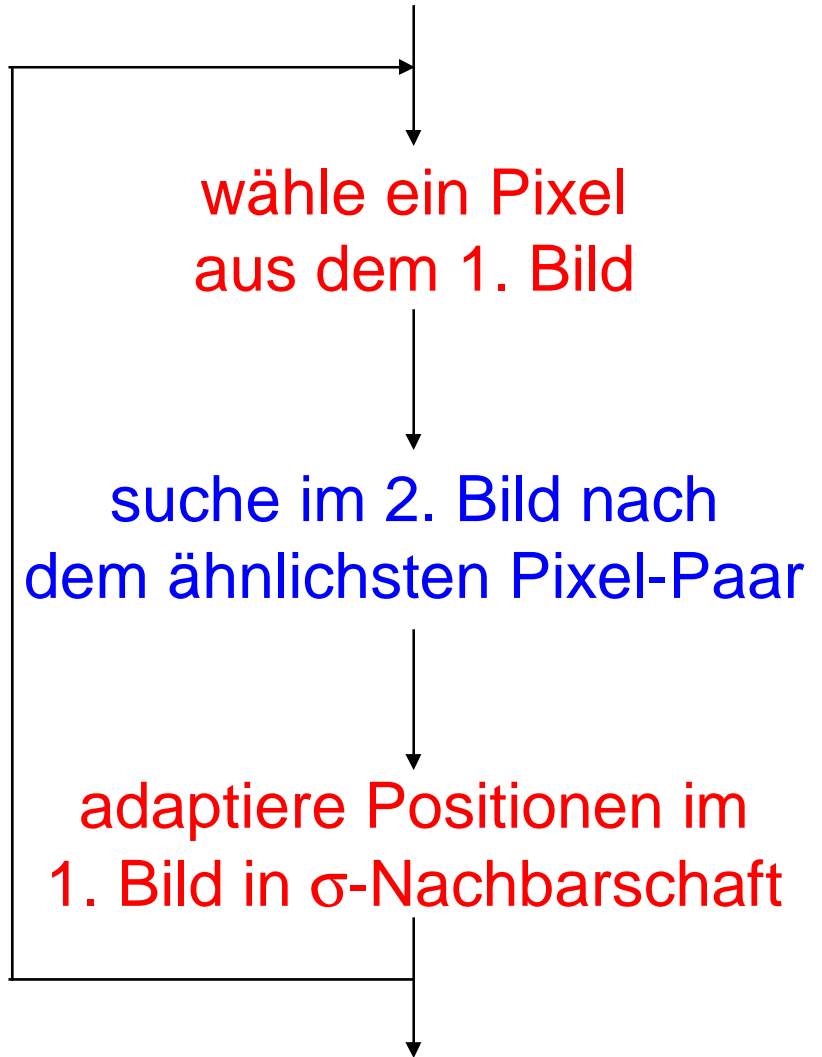 wähle ein Pixel
aus dem 1. Bild
suche im 2. Bild nach
dem ähnlichsten Pixel-Paar
adaptiere Positionen im
1. Bild in σ-Nachbarschaft